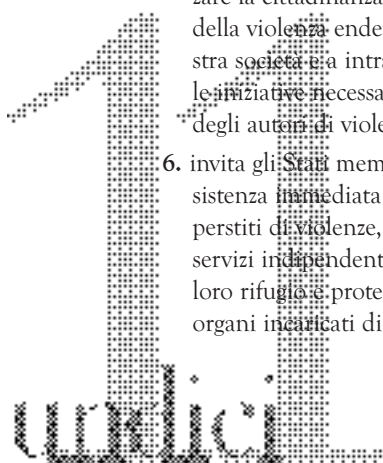 zare la cittadinanza
della violenza ende
stra società e a intra
le iniziative necessa
degli autori di viole
6. invita gli Stati mem
sistenza immediata
perstiti di violenze,
servizi indipendent
loro rifugio e prote
organi incaricati di
11
undici